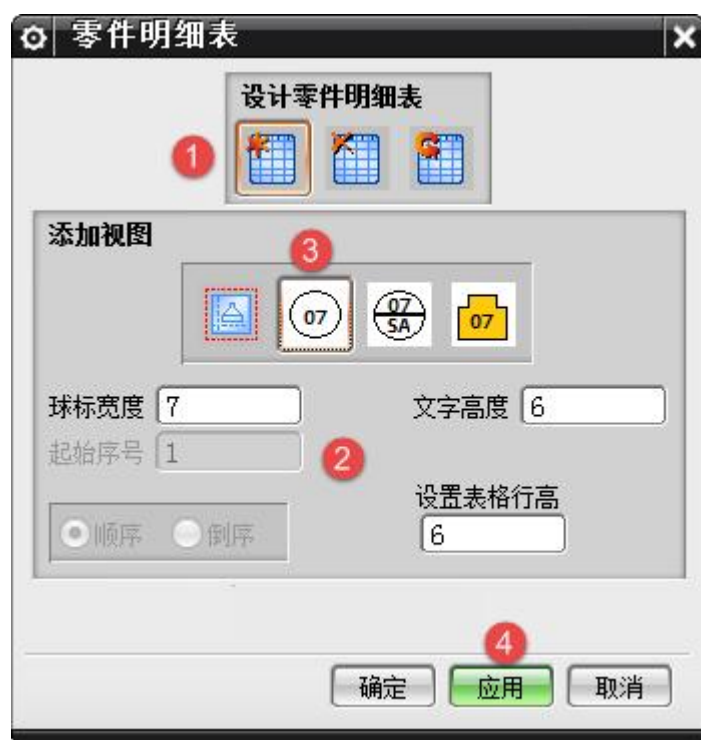 零件明细表
设计零件明细表
1
添加视图
3
07
07
SA
07
球标宽度 7 文字高度 6
起始序号 1
2
设置表格行高
顺序 倒序 6
4
确定 应用 取消